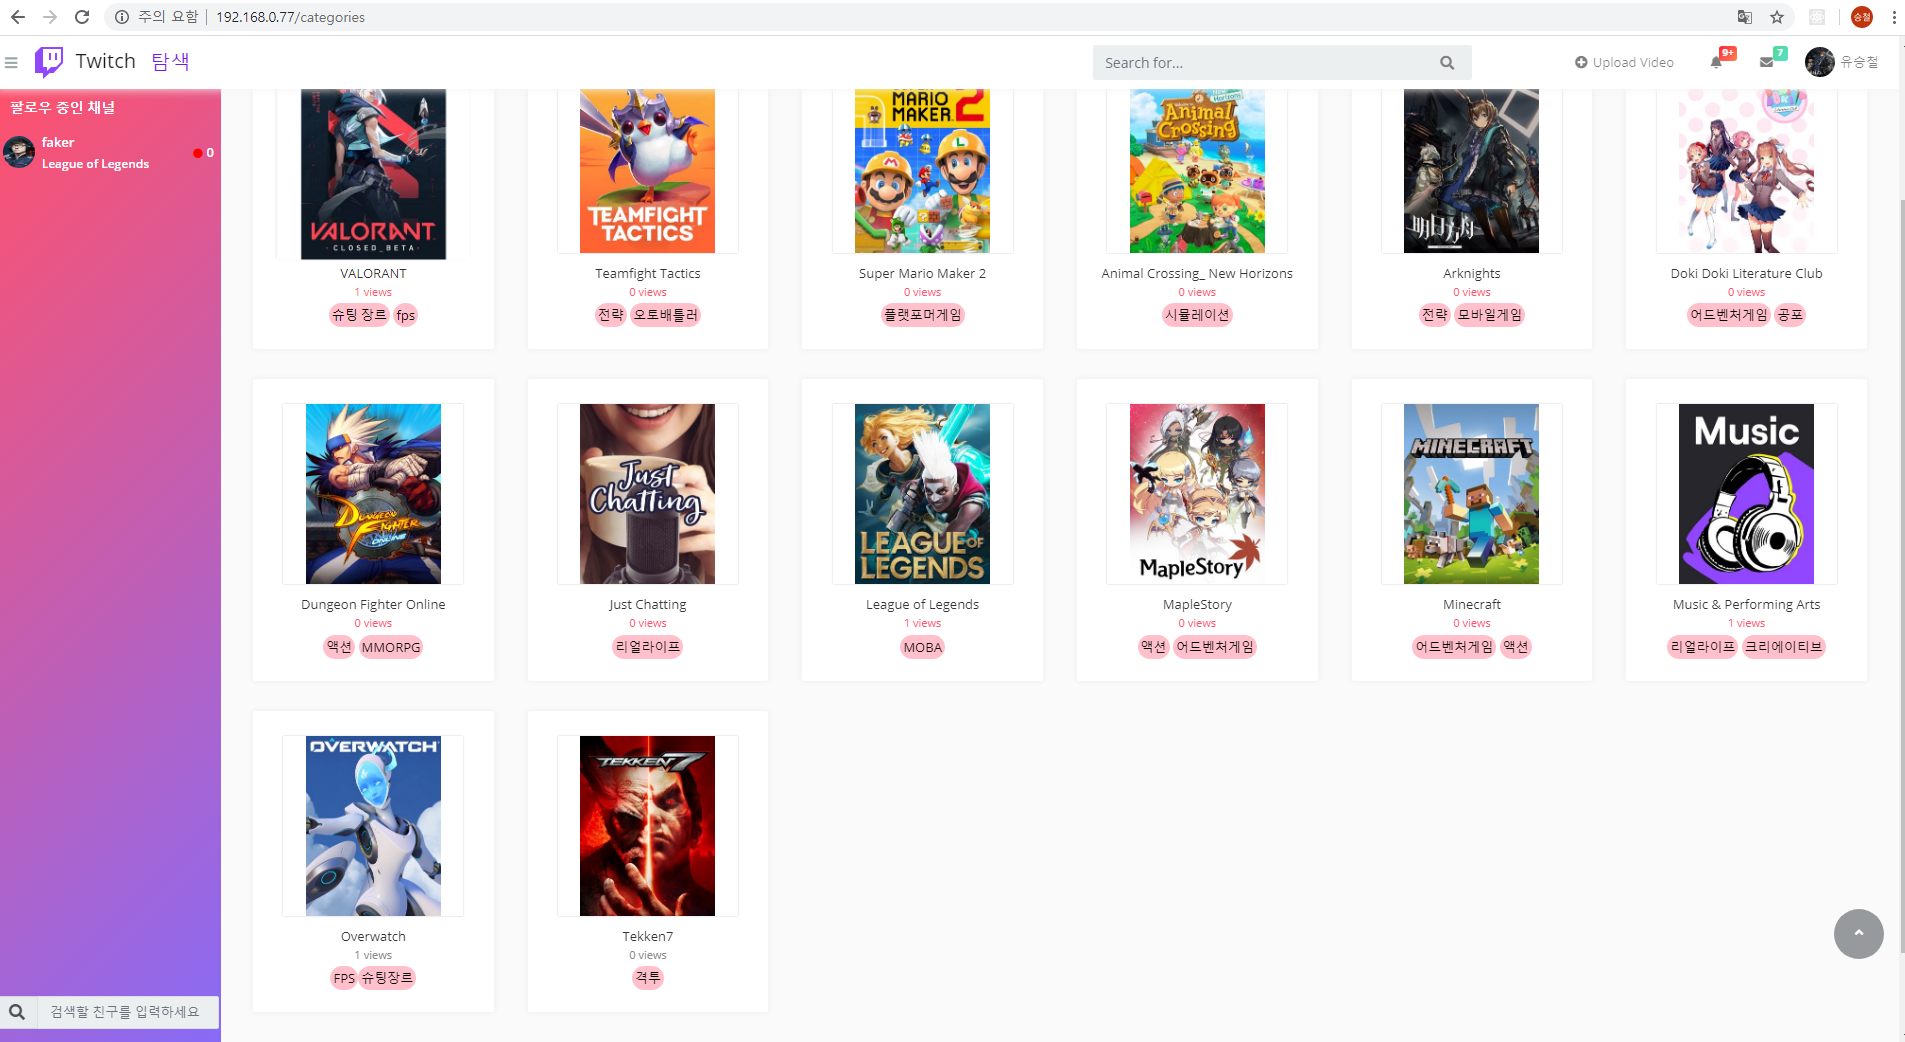 주의 요함 192.168.0.77/categories
승철
Twitch 탐색
Search for...
Upload Video
9+
7
유승철
팔로우 중인 채널
faker
League of Legends
0
VALORANT
CLOSED_BETA
TEAMFIGHT
TACTICS
MARIO
MAKER 2
New Horizons
Animal
Crossing
明日方舟
VALORANT
1 views
슈팅 장르 fps
Teamfight Tactics
0 views
전략 오토배틀러
Super Mario Maker 2
0 views
플랫포머게임
Animal Crossing_ New Horizons
0 views
시뮬레이션
Arknights
0 views
전략 모바일게임
Doki Doki Literature Club
0 views
어드벤처게임 공포
DUNGEON
FIGHTER
ONLINE
Just
Chatting
LEAGUE OF
LEGENDS
MapleStory
MINECRAFT
Music
Dungeon Fighter Online
0 views
액션 MMORPG
Just Chatting
0 views
리얼라이프
League of Legends
1 views
MOBA
MapleStory
0 views
액션 어드벤처게임
Minecraft
0 views
어드벤처게임 액션
Music & Performing Arts
1 views
리얼라이프 크리에이티브
OVERWATCH
TEKKEN 7
Overwatch
1 views
FPS 슈팅장르
Tekken7
0 views
격투
검색할 친구를 입력하세요